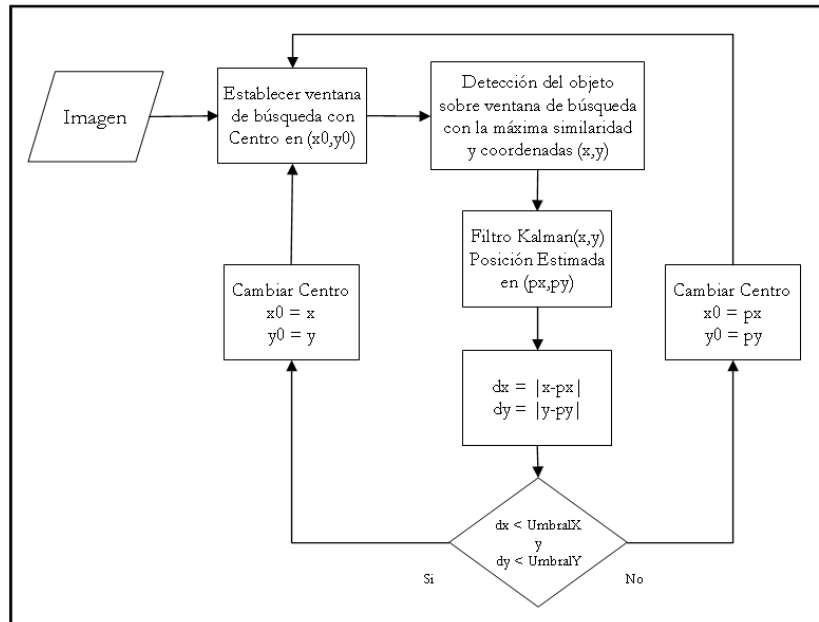 Imagen
Establecer ventana
de búsqueda con
Centro en (x0,y0)
Detección del objeto
sobre ventana de búsqueda
con la máxima similaridad
y coordenadas (x,y)
Filtro Kalman(x,y)
Posición Estimada
en (px,py)
Cambiar Centro
x0 = x
y0 = y
Cambiar Centro
x0 = px
y0 = py
dx = |x-px|
dy = |y-py|
dx < UmbralX
y
dy < UmbralY
Si
No